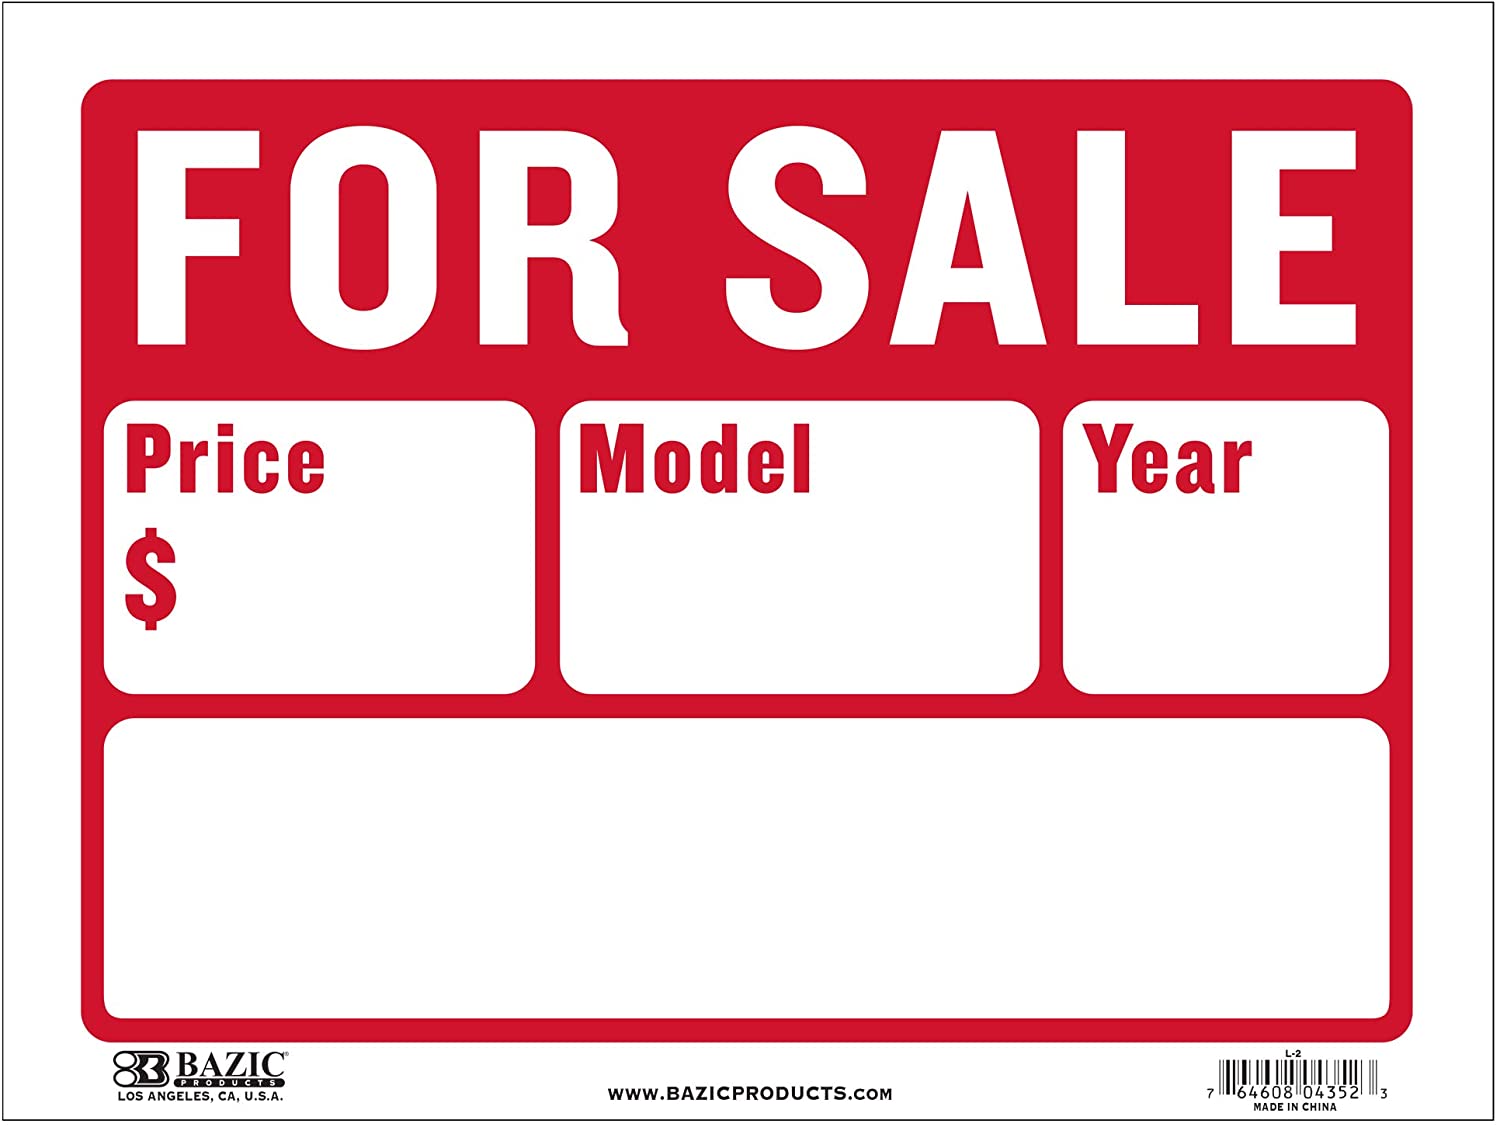 FOR SALE
Price
$
Model
Year
BAZIC®
PRODUCTS
LOS ANGELES, CA, U.S.A.
WWW.BAZICPRODUCTS.COM
L-2
7 64608 04352 3
MADE IN CHINA